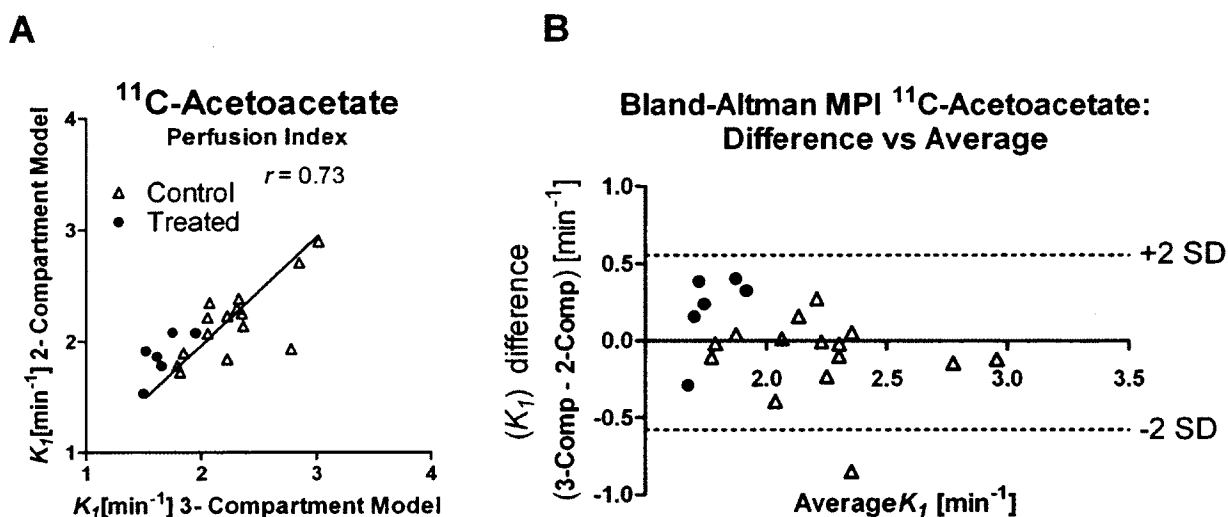 A
¹¹C-Acetoacetate
Perfusion Index
r = 0.73
△ Control
● Treated
4
3
2
1
1 2 3 4
K₁[min⁻¹] 2- Compartment Model
K₁[min⁻¹] 3- Compartment Model
B
Bland-Altman MPI ¹¹C-Acetoacetate:
Difference vs Average
(K₁) difference
(3-Comp - 2-Comp) [min⁻¹]
1.0
0.5
0.0
-0.5
-1.0
2.0 2.5 3.0 3.5
+2 SD
-2 SD
AverageK₁ [min⁻¹]